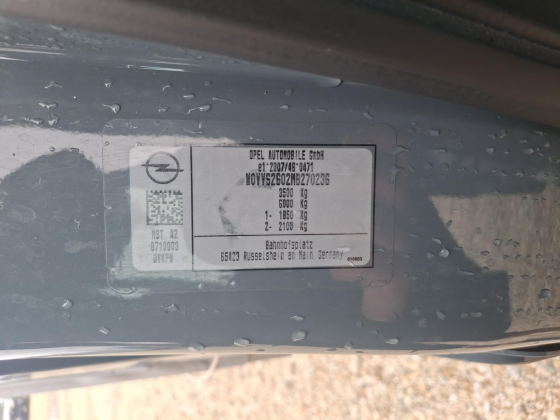 OPEL AUTOMOBILE GmbH
e1*2007/46*0471
W0VVS2602MB270236
3500 Kg
6000 Kg
1- 1850 Kg
2- 2100 Kg
Bahnhofsplatz
65423 Rüsselsheim am Main Germany